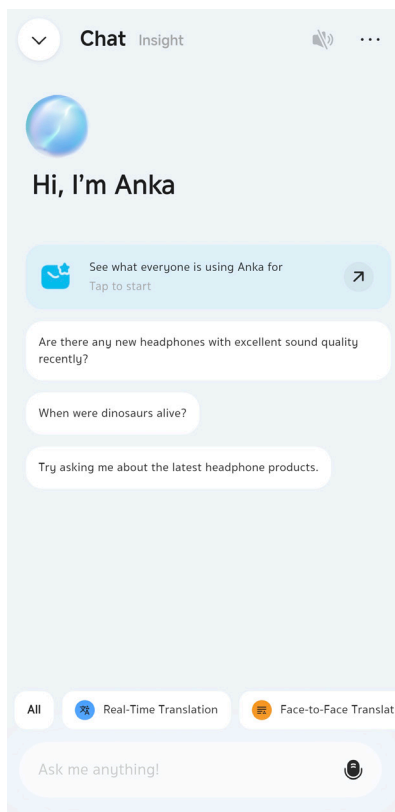 Chat Insight
Hi, I'm Anka
See what everyone is using Anka for
Tap to start
Are there any new headphones with excellent sound quality
recently?
When were dinosaurs alive?
Try asking me about the latest headphone products.
All Real-Time Translation Face-to-Face Translat
Ask me anything!